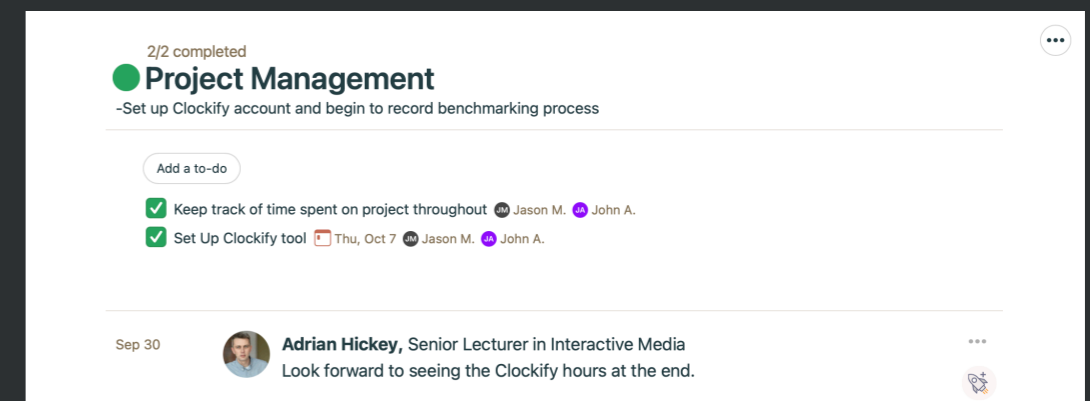 2/2 completed
Project Management
-Set up Clockify account and begin to record benchmarking process
Add a to-do
Keep track of time spent on project throughout JM Jason M. JA John A.
Set Up Clockify tool Thu, Oct 7 JM Jason M. JA John A.
Sep 30
Adrian Hickey, Senior Lecturer in Interactive Media
Look forward to seeing the Clockify hours at the end.